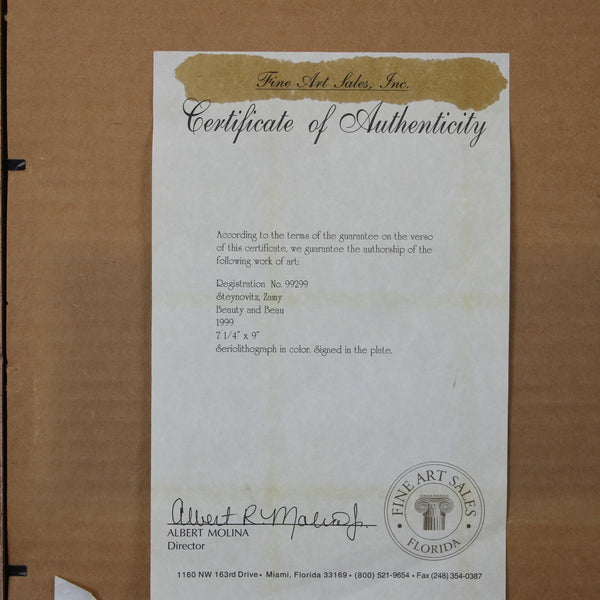 Fine Art Sales, Inc.
Certificate of Authenticity
According to the terms of the guarantee on the verso
of this certificate, we guarantee the authorship of the
following work of art:
Registration No. 99299
Steynovitz, Zamy
Beauty and Beau
1999
7 1/4" x 9"
Seriolithograph in color. Signed in the plate.
Albert R. Molina Jr.
ALBERT MOLINA
Director
• FINE ART SALES •
FLORIDA
1160 NW 163rd Drive • Miami, Florida 33169 • (800) 521-9654 • Fax (248) 354-0387